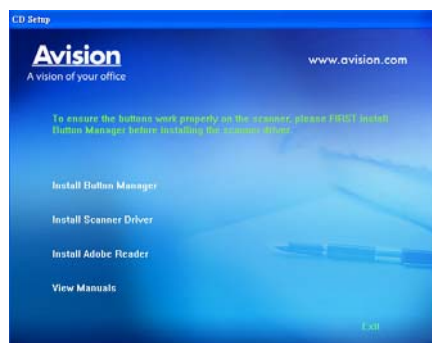 CD Setup
Avision
www.avision.com
A vision of your office
To ensure the buttons work properly on the scanner, please FIRST install
Button Manager before installing the scanner driver.
Install Button Manager
Install Scanner Driver
Install Adobe Reader
View Manuals
Exit